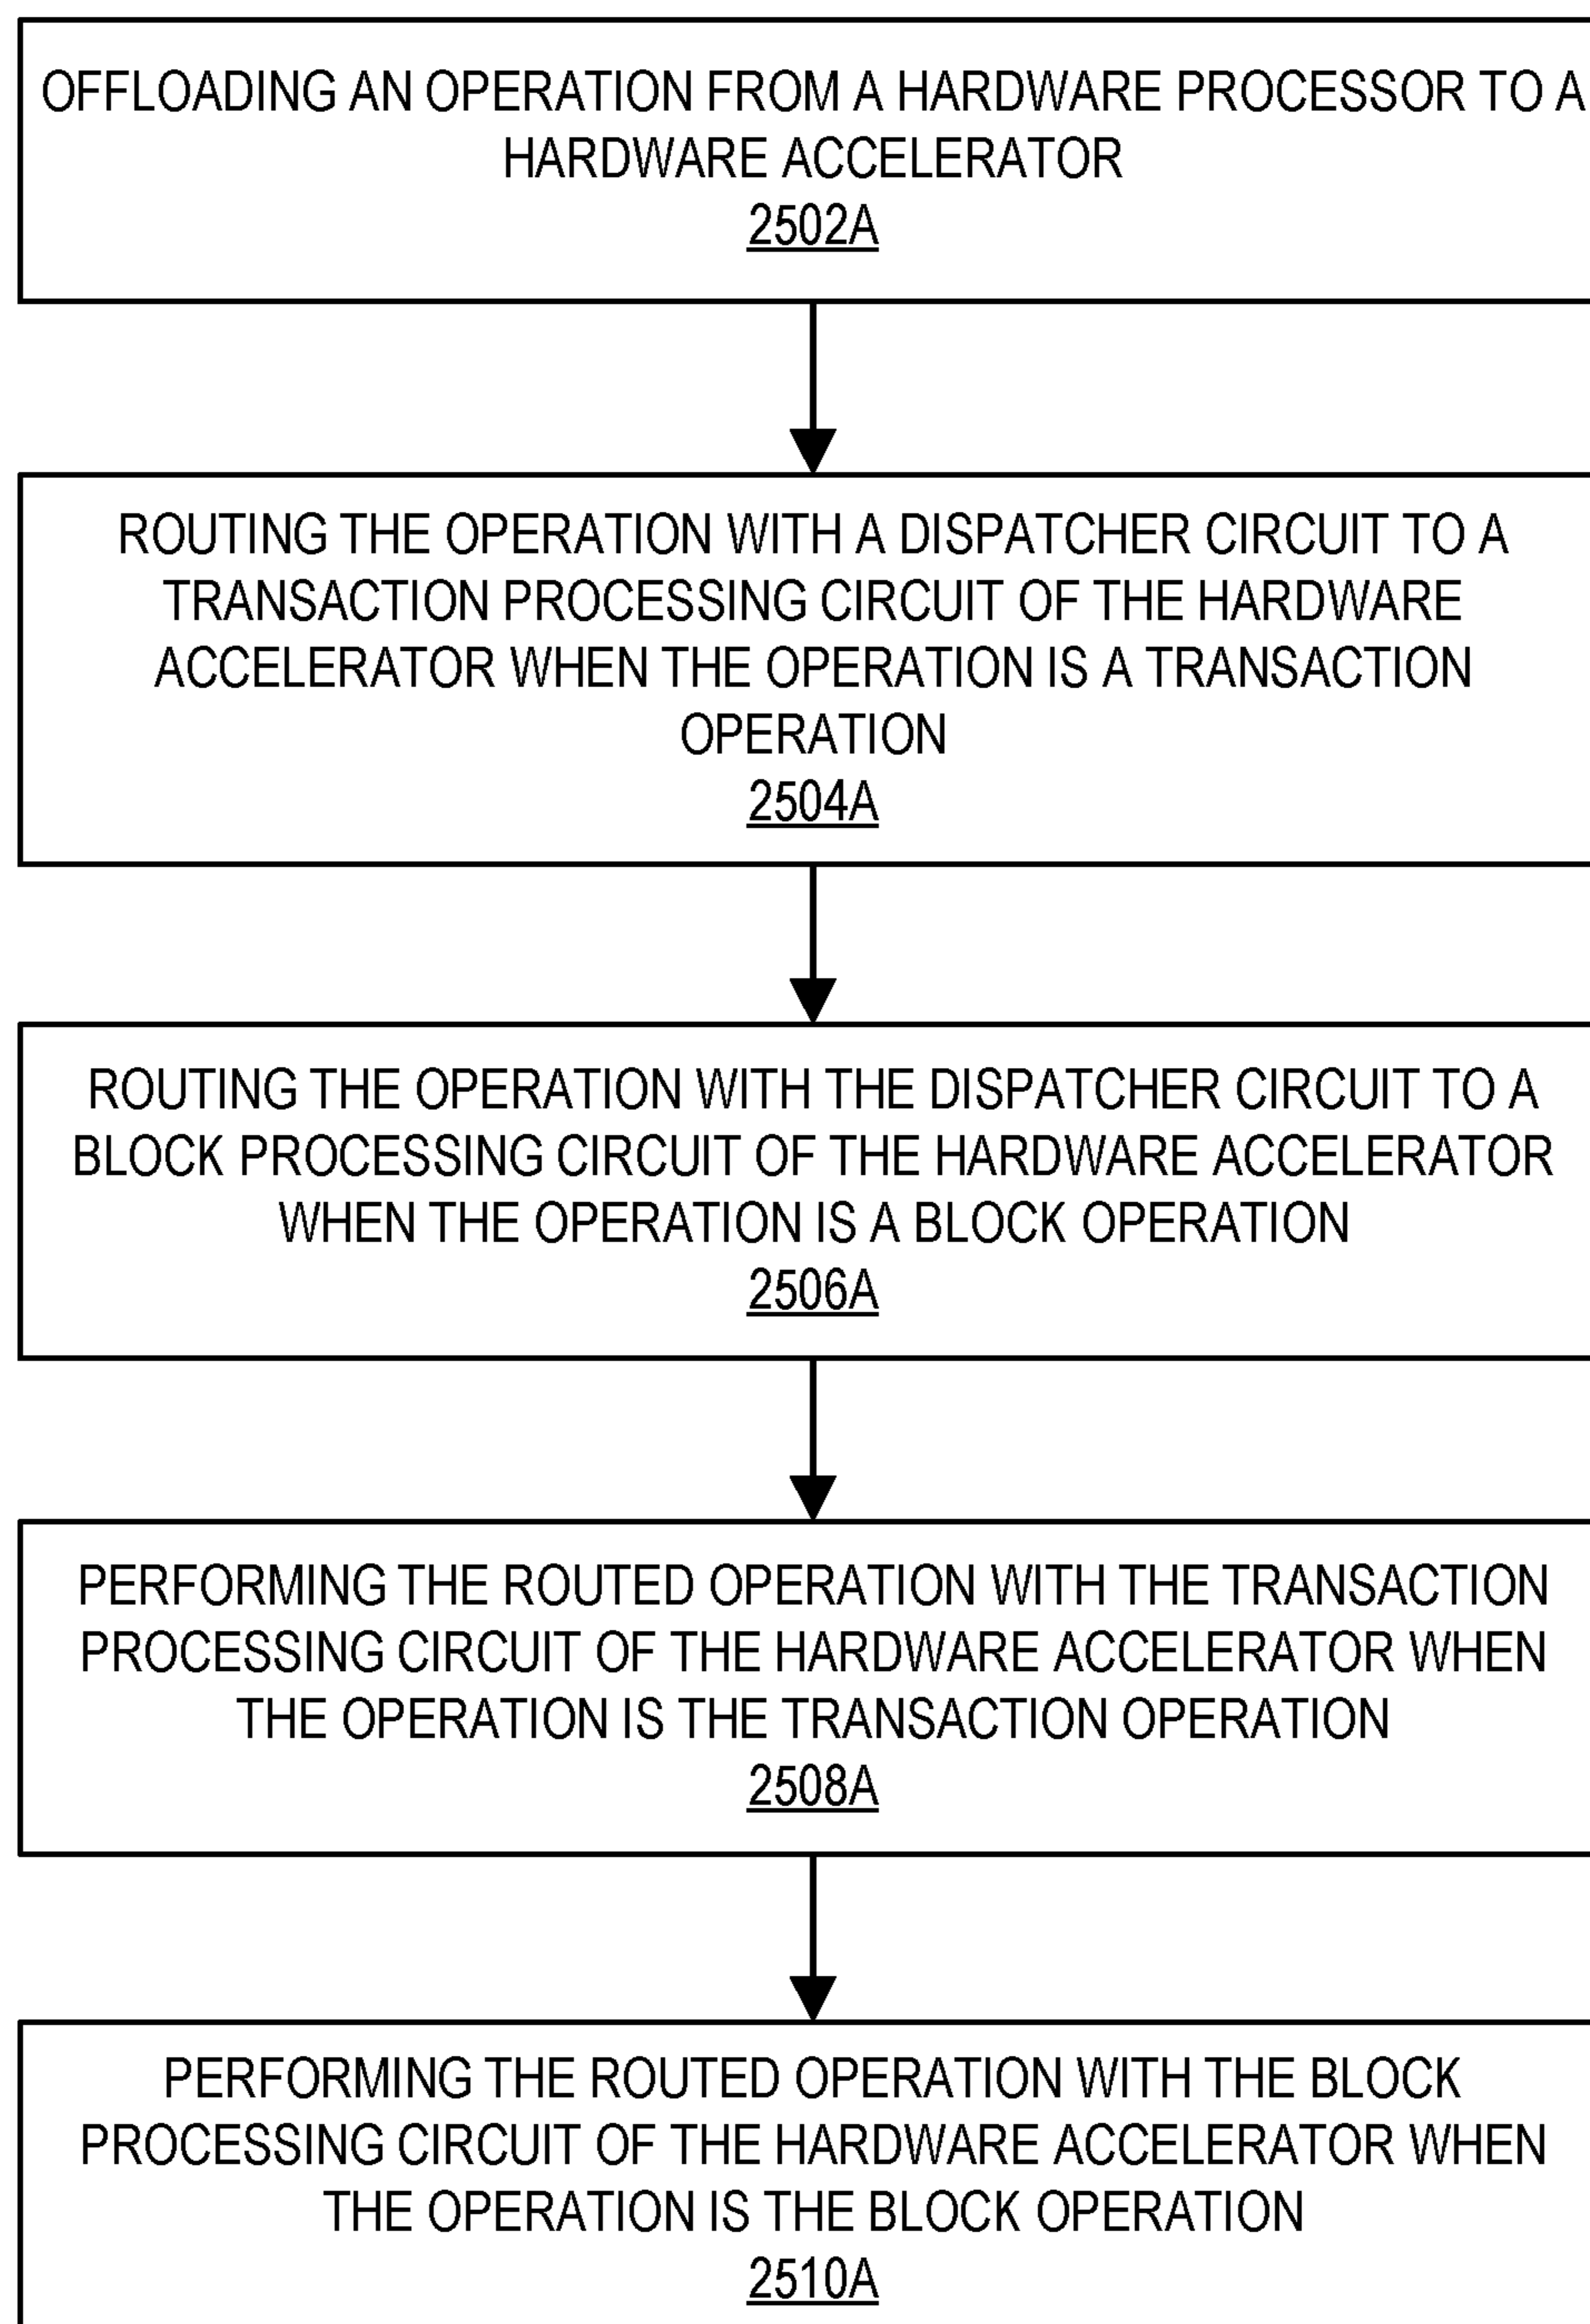 OFFLOADING AN OPERATION FROM A HARDWARE PROCESSOR TO A
HARDWARE ACCELERATOR
2502A
ROUTING THE OPERATION WITH A DISPATCHER CIRCUIT TO A
TRANSACTION PROCESSING CIRCUIT OF THE HARDWARE
ACCELERATOR WHEN THE OPERATION IS A TRANSACTION
OPERATION
2504A
ROUTING THE OPERATION WITH THE DISPATCHER CIRCUIT TO A
BLOCK PROCESSING CIRCUIT OF THE HARDWARE ACCELERATOR
WHEN THE OPERATION IS A BLOCK OPERATION
2506A
PERFORMING THE ROUTED OPERATION WITH THE TRANSACTION
PROCESSING CIRCUIT OF THE HARDWARE ACCELERATOR WHEN
THE OPERATION IS THE TRANSACTION OPERATION
2508A
PERFORMING THE ROUTED OPERATION WITH THE BLOCK
PROCESSING CIRCUIT OF THE HARDWARE ACCELERATOR WHEN
THE OPERATION IS THE BLOCK OPERATION
2510A